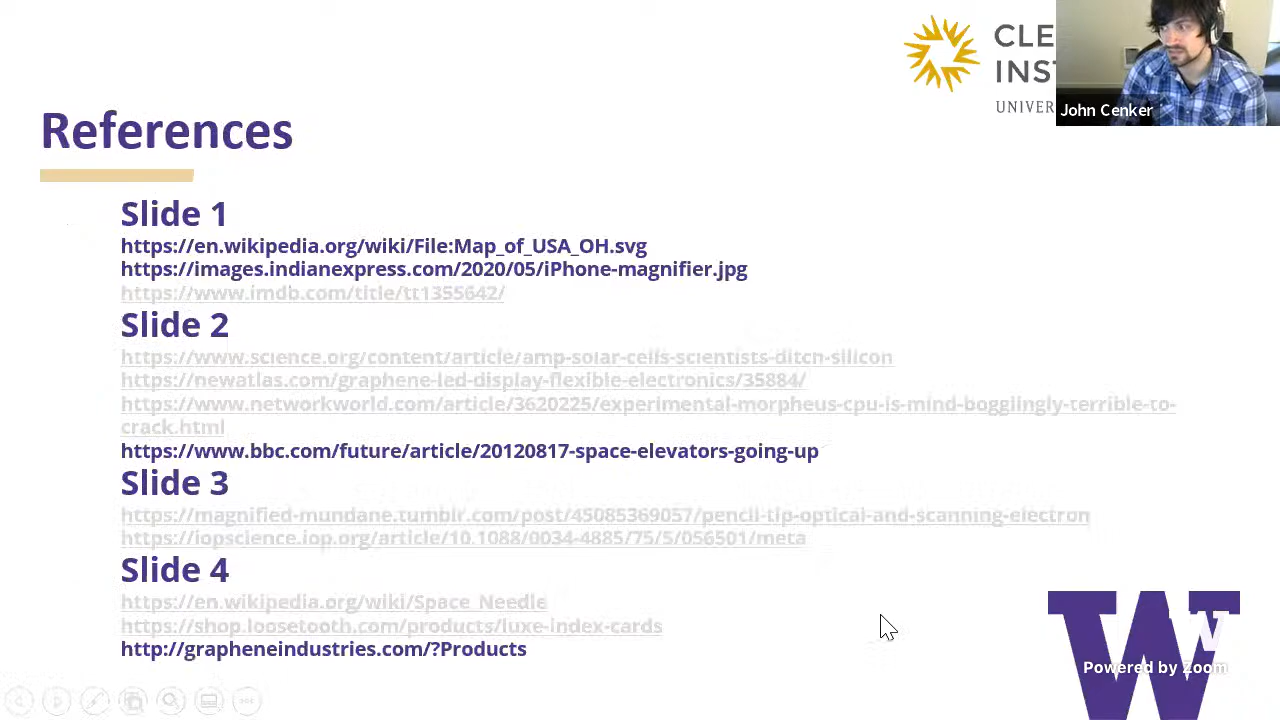 CLE
INST
UNIVER
John Cenker
References
Slide 1
https://en.wikipedia.org/wiki/File:Map_of_USA_OH.svg
https://images.indianexpress.com/2020/05/iPhone-magnifier.jpg
https://www.imdb.com/title/tt1355642/
Slide 2
https://www.science.org/content/article/amp-solar-cells-scientists-ditch-silicon
https://newatlas.com/graphene-led-display-flexible-electronics/35884/
https://www.networkworld.com/article/3620225/experimental-morpheus-cpu-is-mind-bogglingly-terrible-to-
crack.html
https://www.bbc.com/future/article/20120817-space-elevators-going-up
Slide 3
https://magnified-mundane.tumblr.com/post/45085369057/pencil-tip-optical-and-scanning-electron
https://iopscience.iop.org/article/10.1088/0034-4885/75/5/056501/meta
Slide 4
https://en.wikipedia.org/wiki/Space_Needle
https://shop.loosetooth.com/products/luxe-index-cards
http://grapheneindustries.com/?Products
W
Powered by Zoom